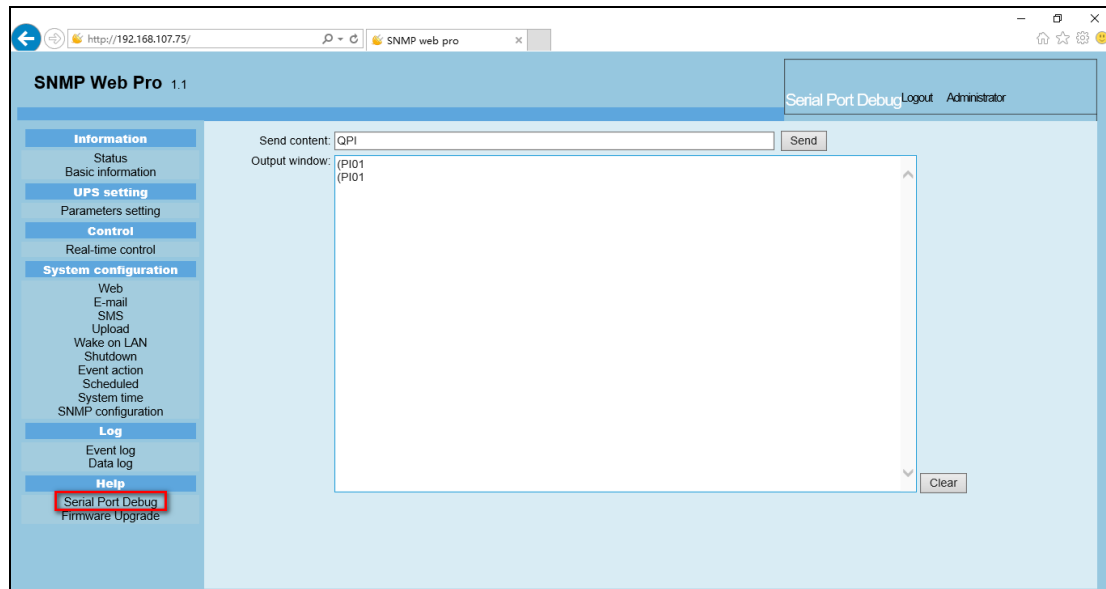 http://192.168.107.75/
SNMP web pro
SNMP Web Pro 1.1
Serial Port Debug Logout Administrator
Information
Status
Basic information
UPS setting
Parameters setting
Control
Real-time control
System configuration
Web
E-mail
SMS
Upload
Wake on LAN
Shutdown
Event action
Scheduled
System time
SNMP configuration
Log
Event log
Data log
Help
Serial Port Debug
Firmware Upgrade
Send content: QPI Send
Output window: (PI01
(PI01
Clear